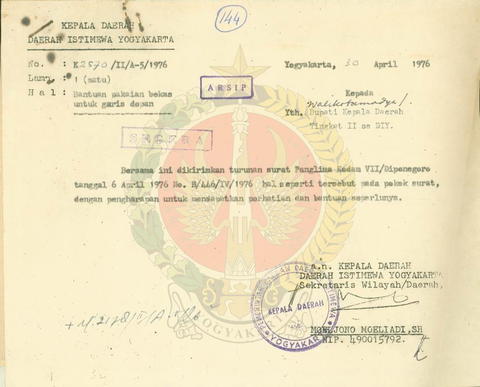 144
KEPALA DAERAH
DAERAH ISTIMEWA YOGYAKARTA
No. : K2570/II/A-5/1976
Lamp. : 1 (satu)
Hal : Bantuan pakaian bekas
untuk garis depan
ARSIP
SEGERA
Yogyakarta, 30 April 1976
Kepada
Walikotamadya/
Yth. Bupati Kepala Daerah
Tingkat II se DIY.
Bersama ini dikirimkan turunan surat Panglima Kodam VII/Diponegoro
tanggal 6 April 1976 No. B/446/IV/1976 hal seperti tersebut pada pokok surat,
dengan pengharapan untuk mendapatkan perhatian dan bantuan seperlunya.
a.n. KEPALA DAERAH
DAERAH ISTIMEWA YOGYAKARTA
Sekretaris Wilayah/Daerah,
KEPALA DAERAH
YOGYAKARTA
MOELJONO MOELIADI,SH
NIP. 490015792.
YOGYAKARTA